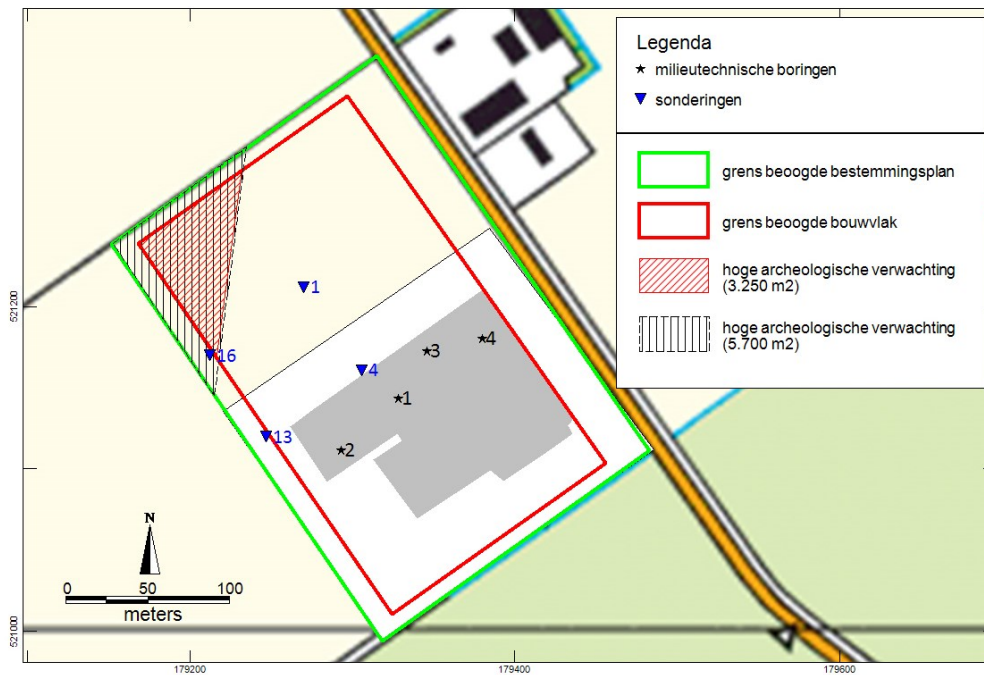 Legenda
milieutechnische boringen
sonderingen
grens beoogde bestemmingsplan
grens beoogde bouwvlak
hoge archeologische verwachting
(3.250 m2)
hoge archeologische verwachting
(5.700 m2)
1
16
4
3
4
1
13
2
521200
N
0 50 100
meters
521000
179200 179400 179600